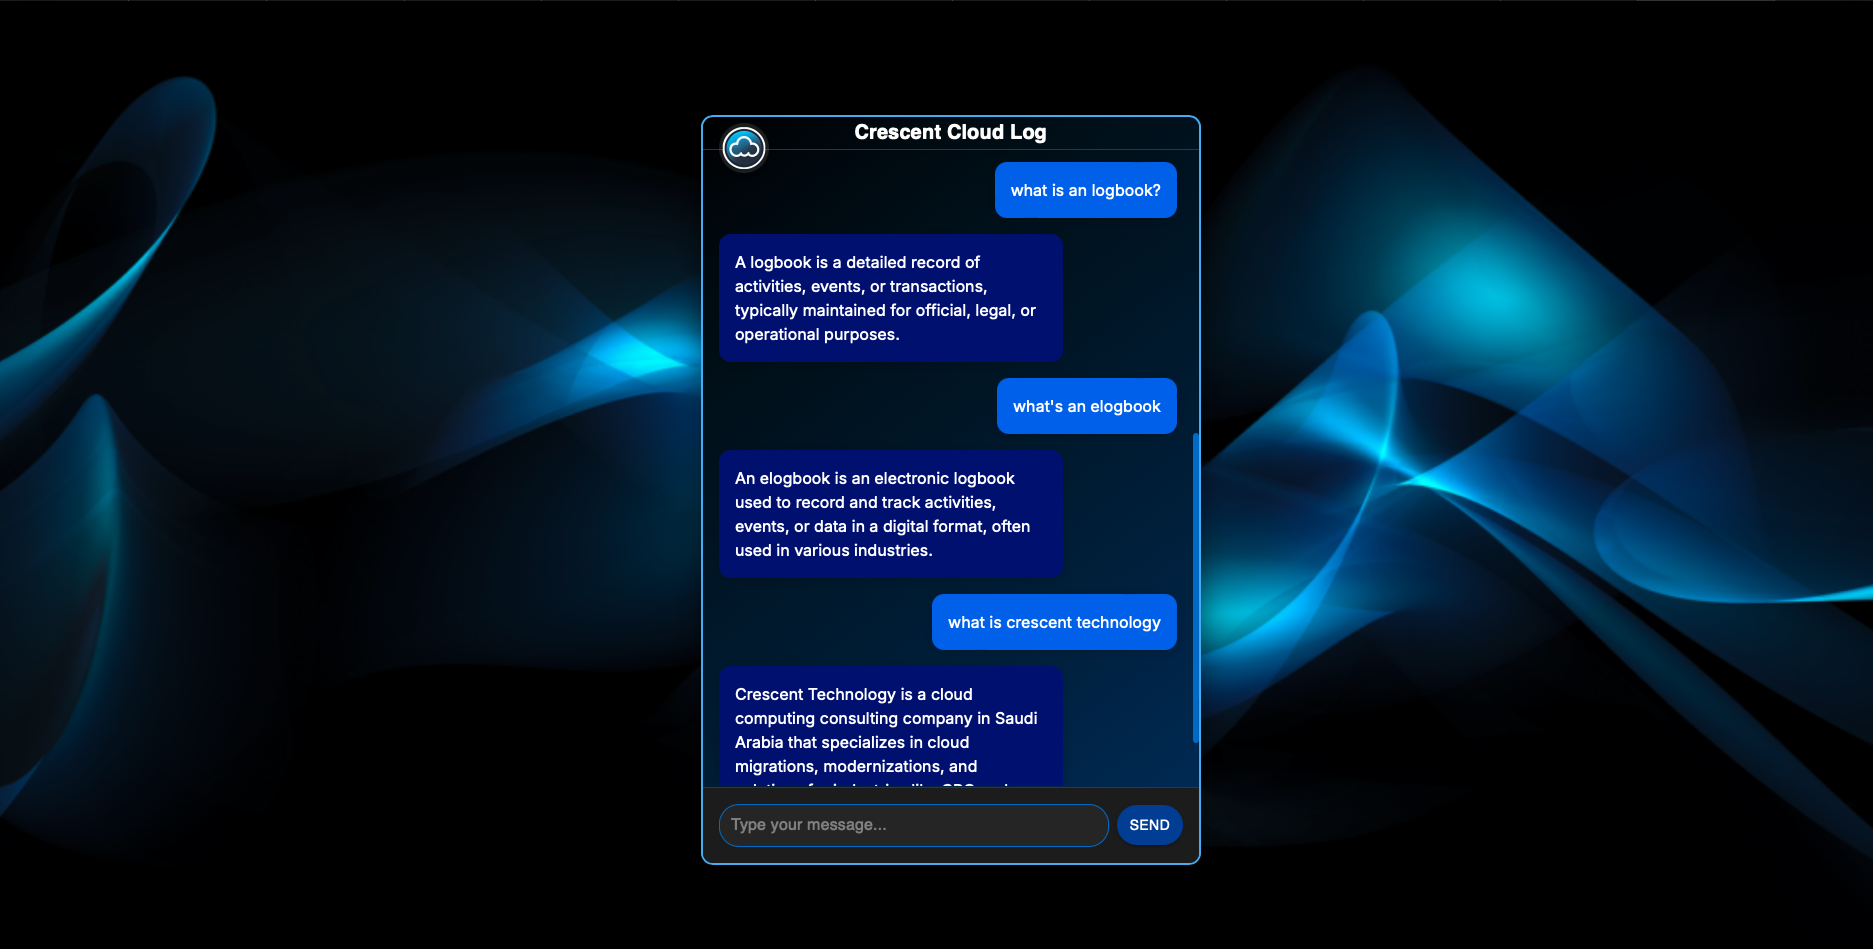 Crescent Cloud Log
what is an logbook?
A logbook is a detailed record of
activities, events, or transactions,
typically maintained for official, legal, or
operational purposes.
what's an elogbook
An elogbook is an electronic logbook
used to record and track activities,
events, or data in a digital format, often
used in various industries.
what is crescent technology
Crescent Technology is a cloud
computing consulting company in Saudi
Arabia that specializes in cloud
migrations, modernizations, and
Type your message...
SEND